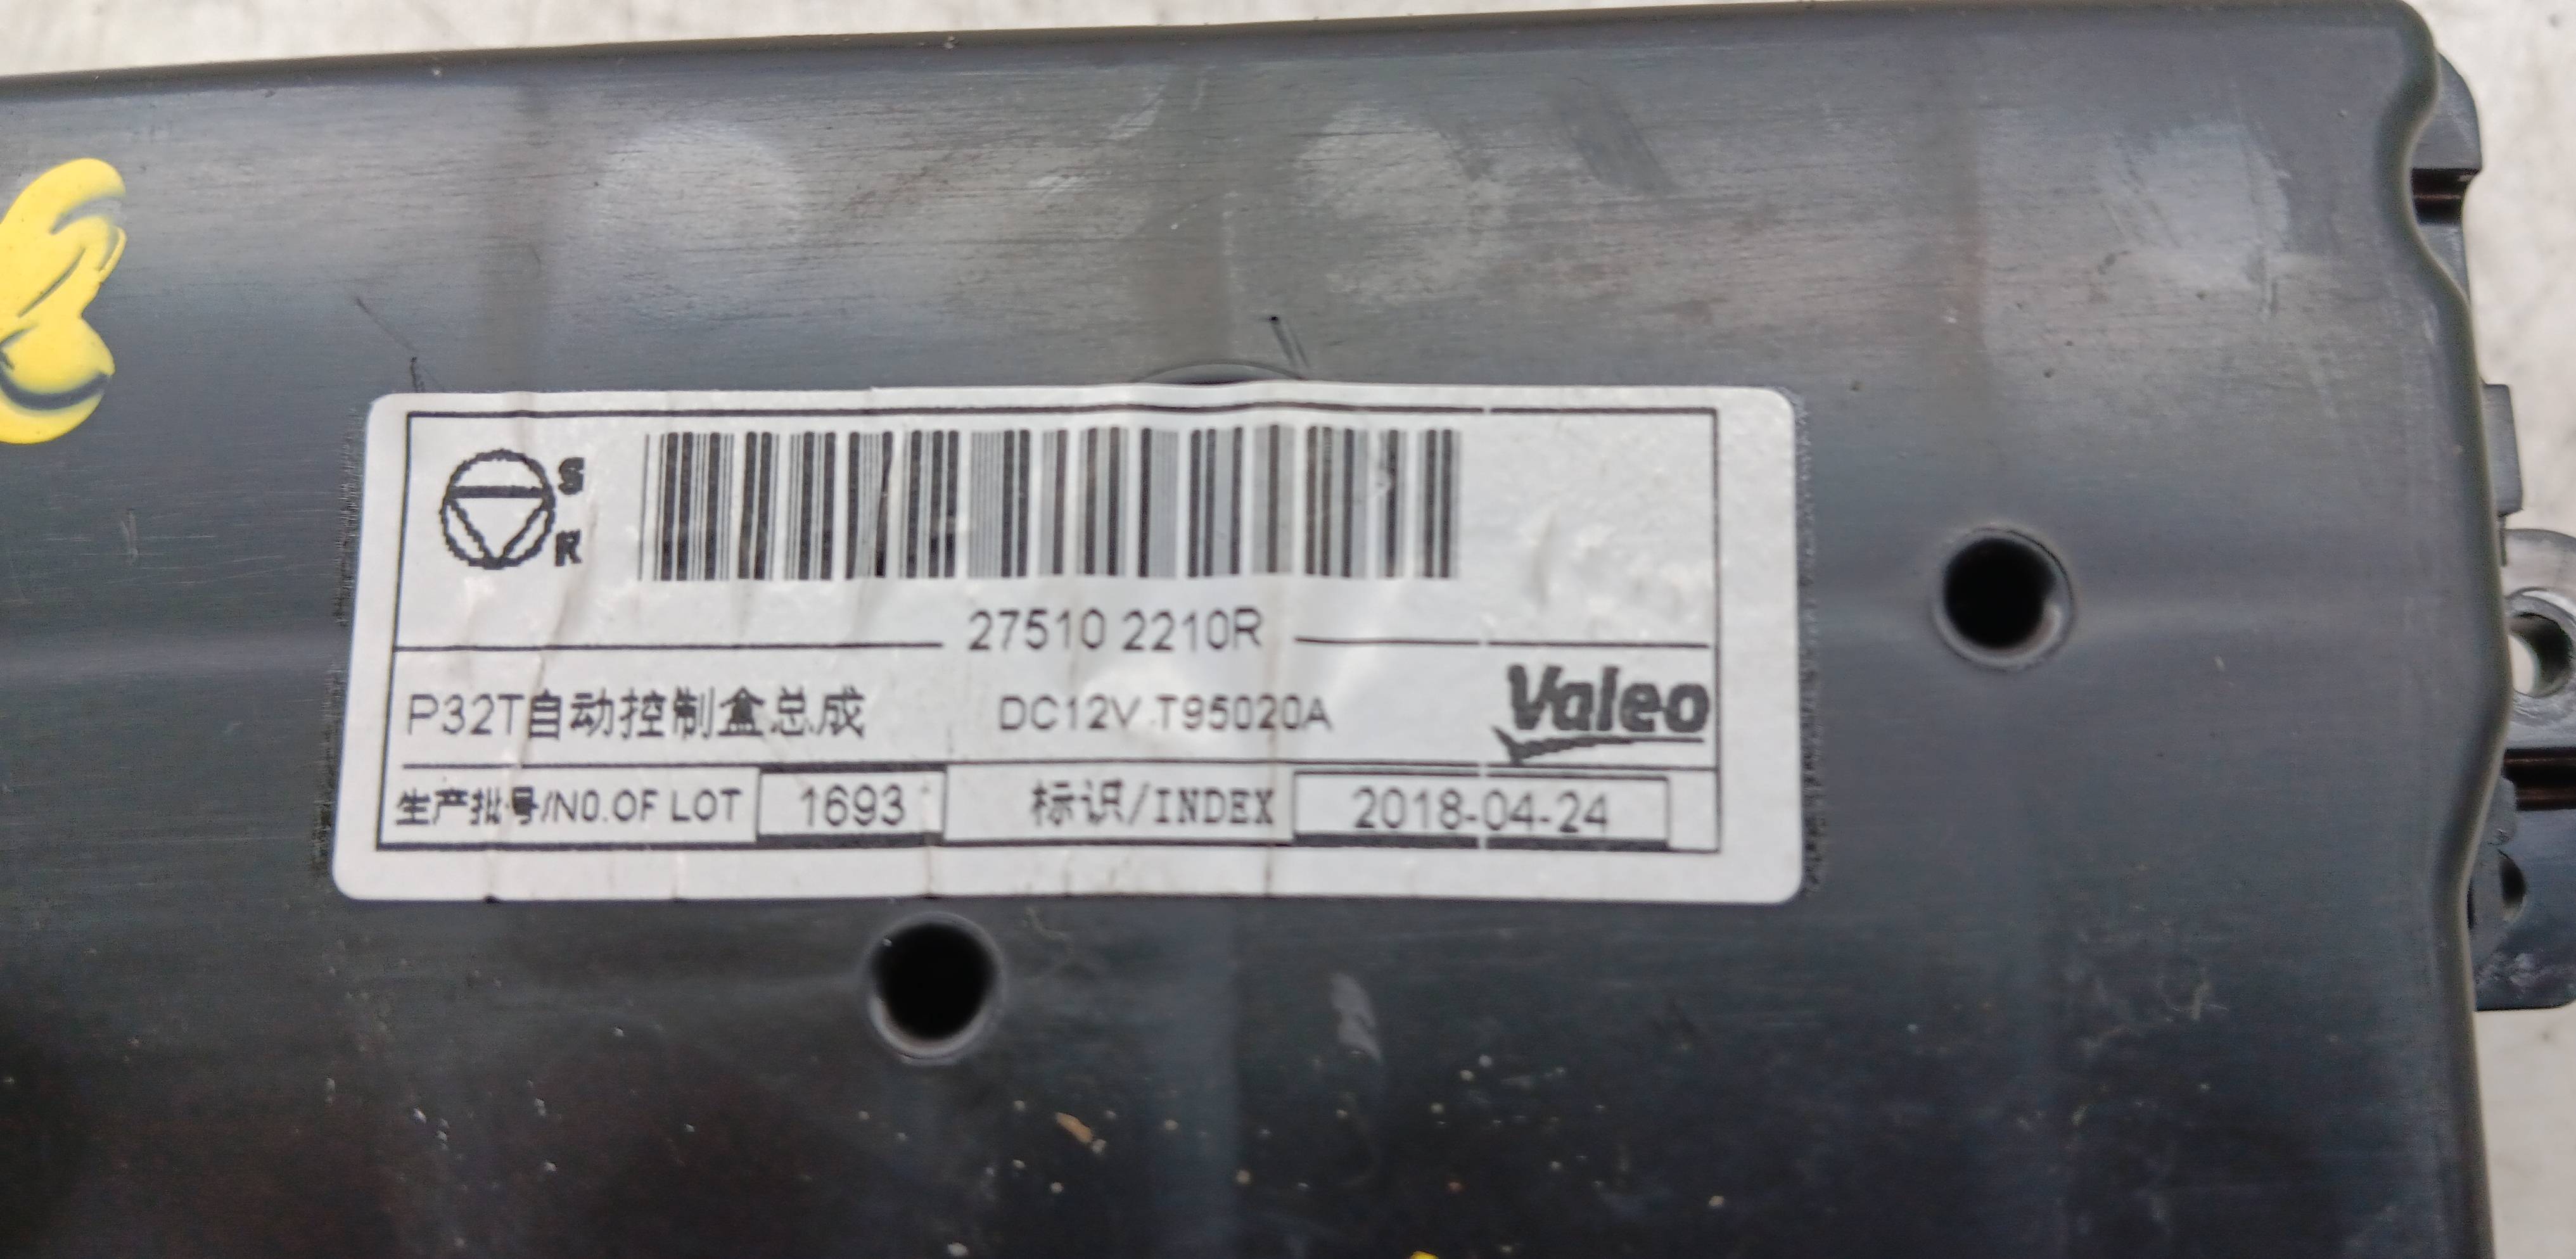 S
R
27510 2210R
P32T自动控制盒总成 DC12V T95020A Valeo
生产批号/NO.OF LOT 1693 标识/INDEX 2018-04-24